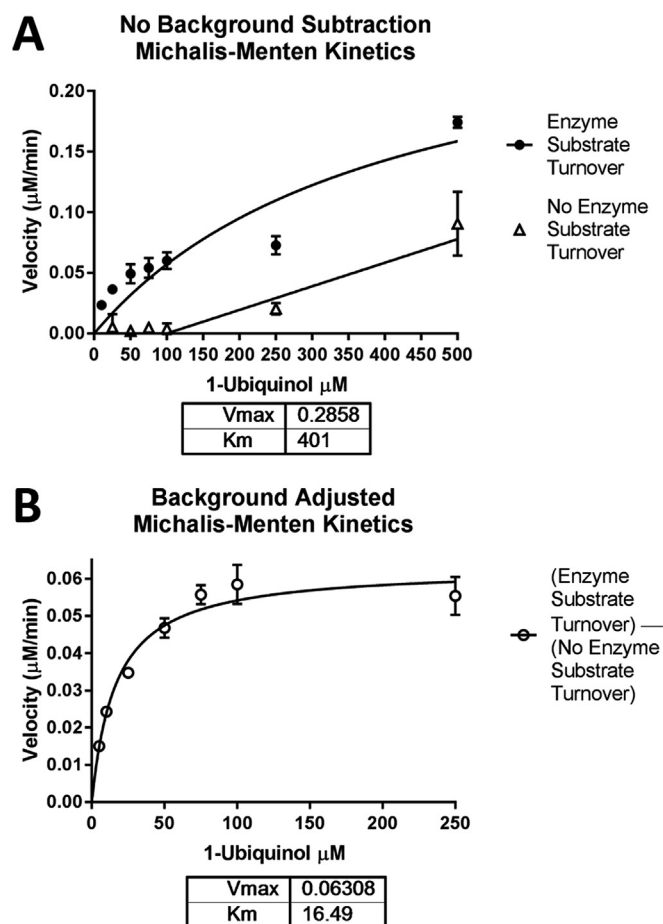 A
No Background Subtraction
Michalis-Menten Kinetics
Velocity (μM/min)
0.20
0.15
0.10
0.05
0.00
0 50 100 150 200 250 300 350 400 450 500
1-Ubiquinol μM
Enzyme
Substrate
Turnover
No Enzyme
Substrate
Turnover
Vmax 0.2858
Km 401
B
Background Adjusted
Michalis-Menten Kinetics
Velocity (μM/min)
0.06
0.05
0.04
0.03
0.02
0.01
0.00
0 50 100 150 200 250
1-Ubiquinol μM
(Enzyme
Substrate
Turnover) —
(No Enzyme
Substrate
Turnover)
Vmax 0.06308
Km 16.49